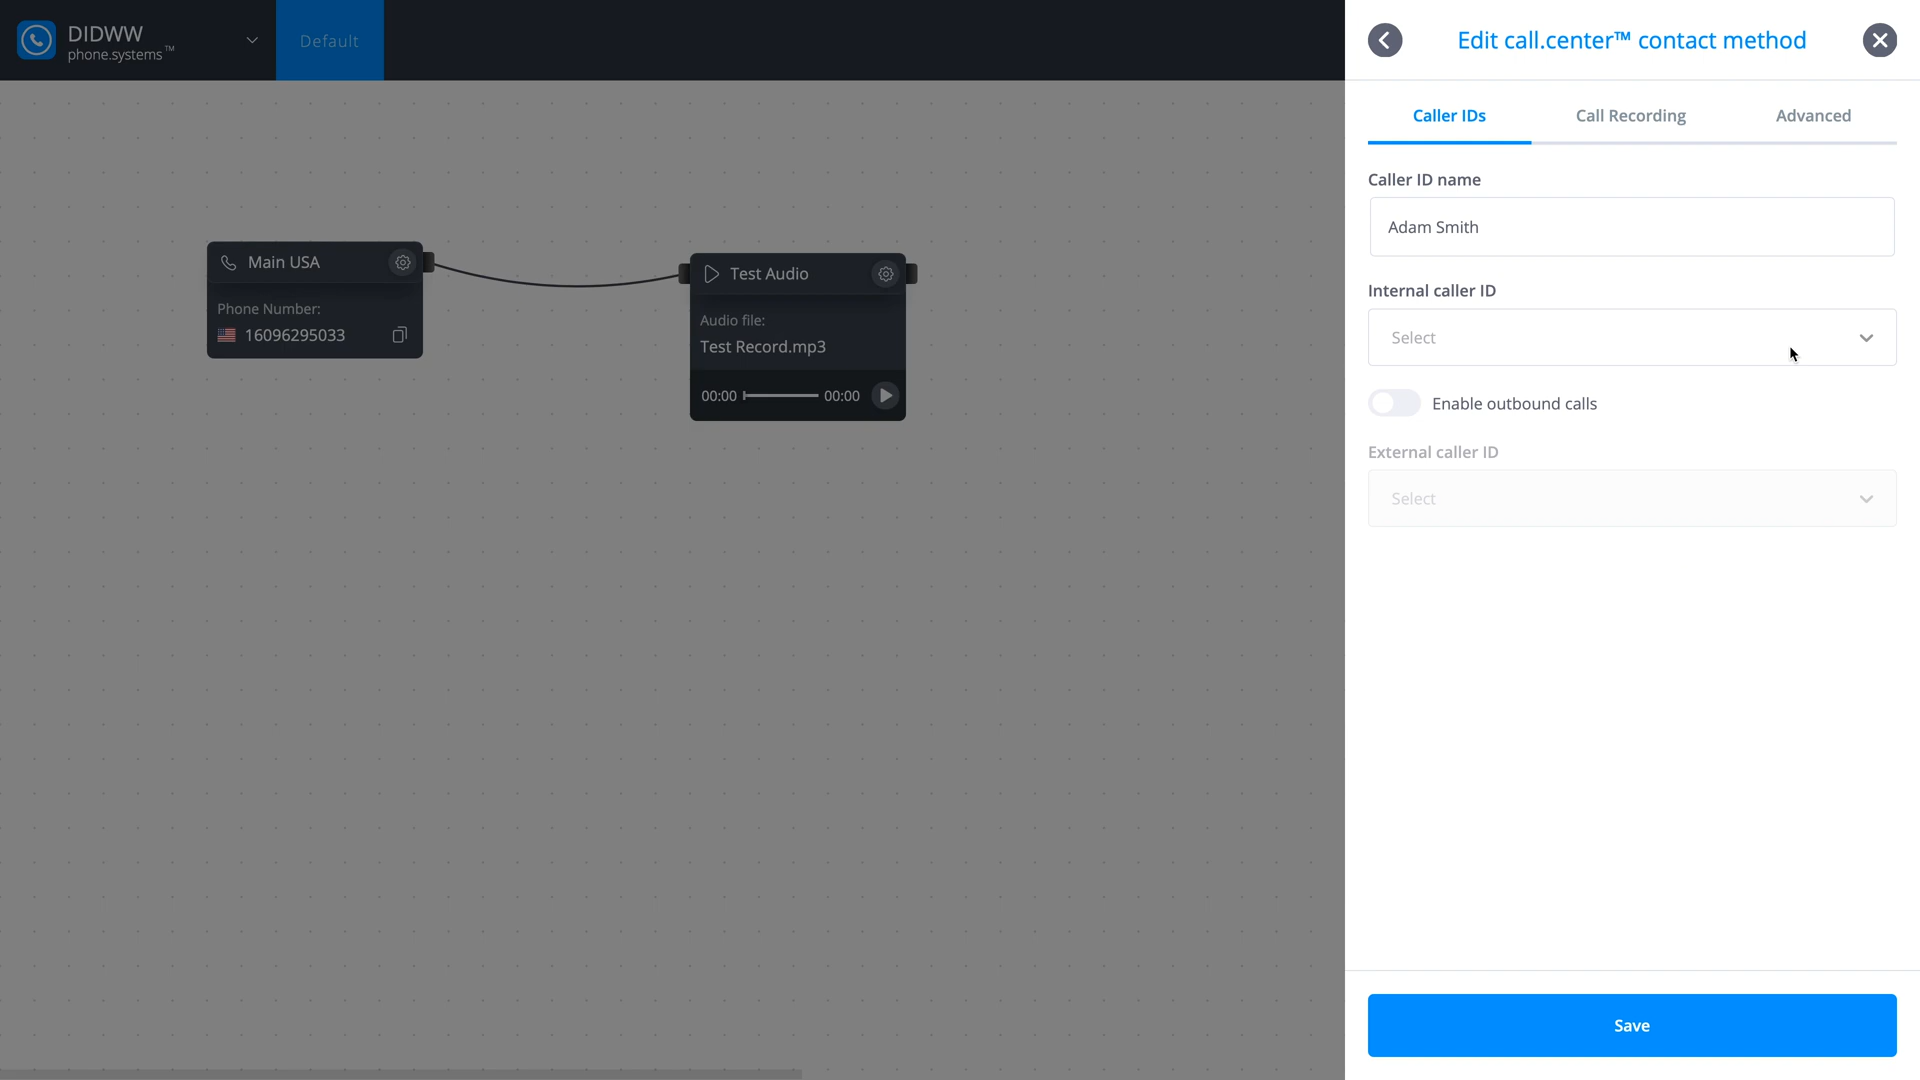 DIDWW
phone.systems™
Default
Edit call.center™ contact method
Caller IDs
Call Recording
Advanced
Caller ID name
Adam Smith
Internal caller ID
Select
Enable outbound calls
External caller ID
Select
Save
Main USA
Phone Number:
16096295033
Test Audio
Audio file:
Test Record.mp3
00:00
00:00